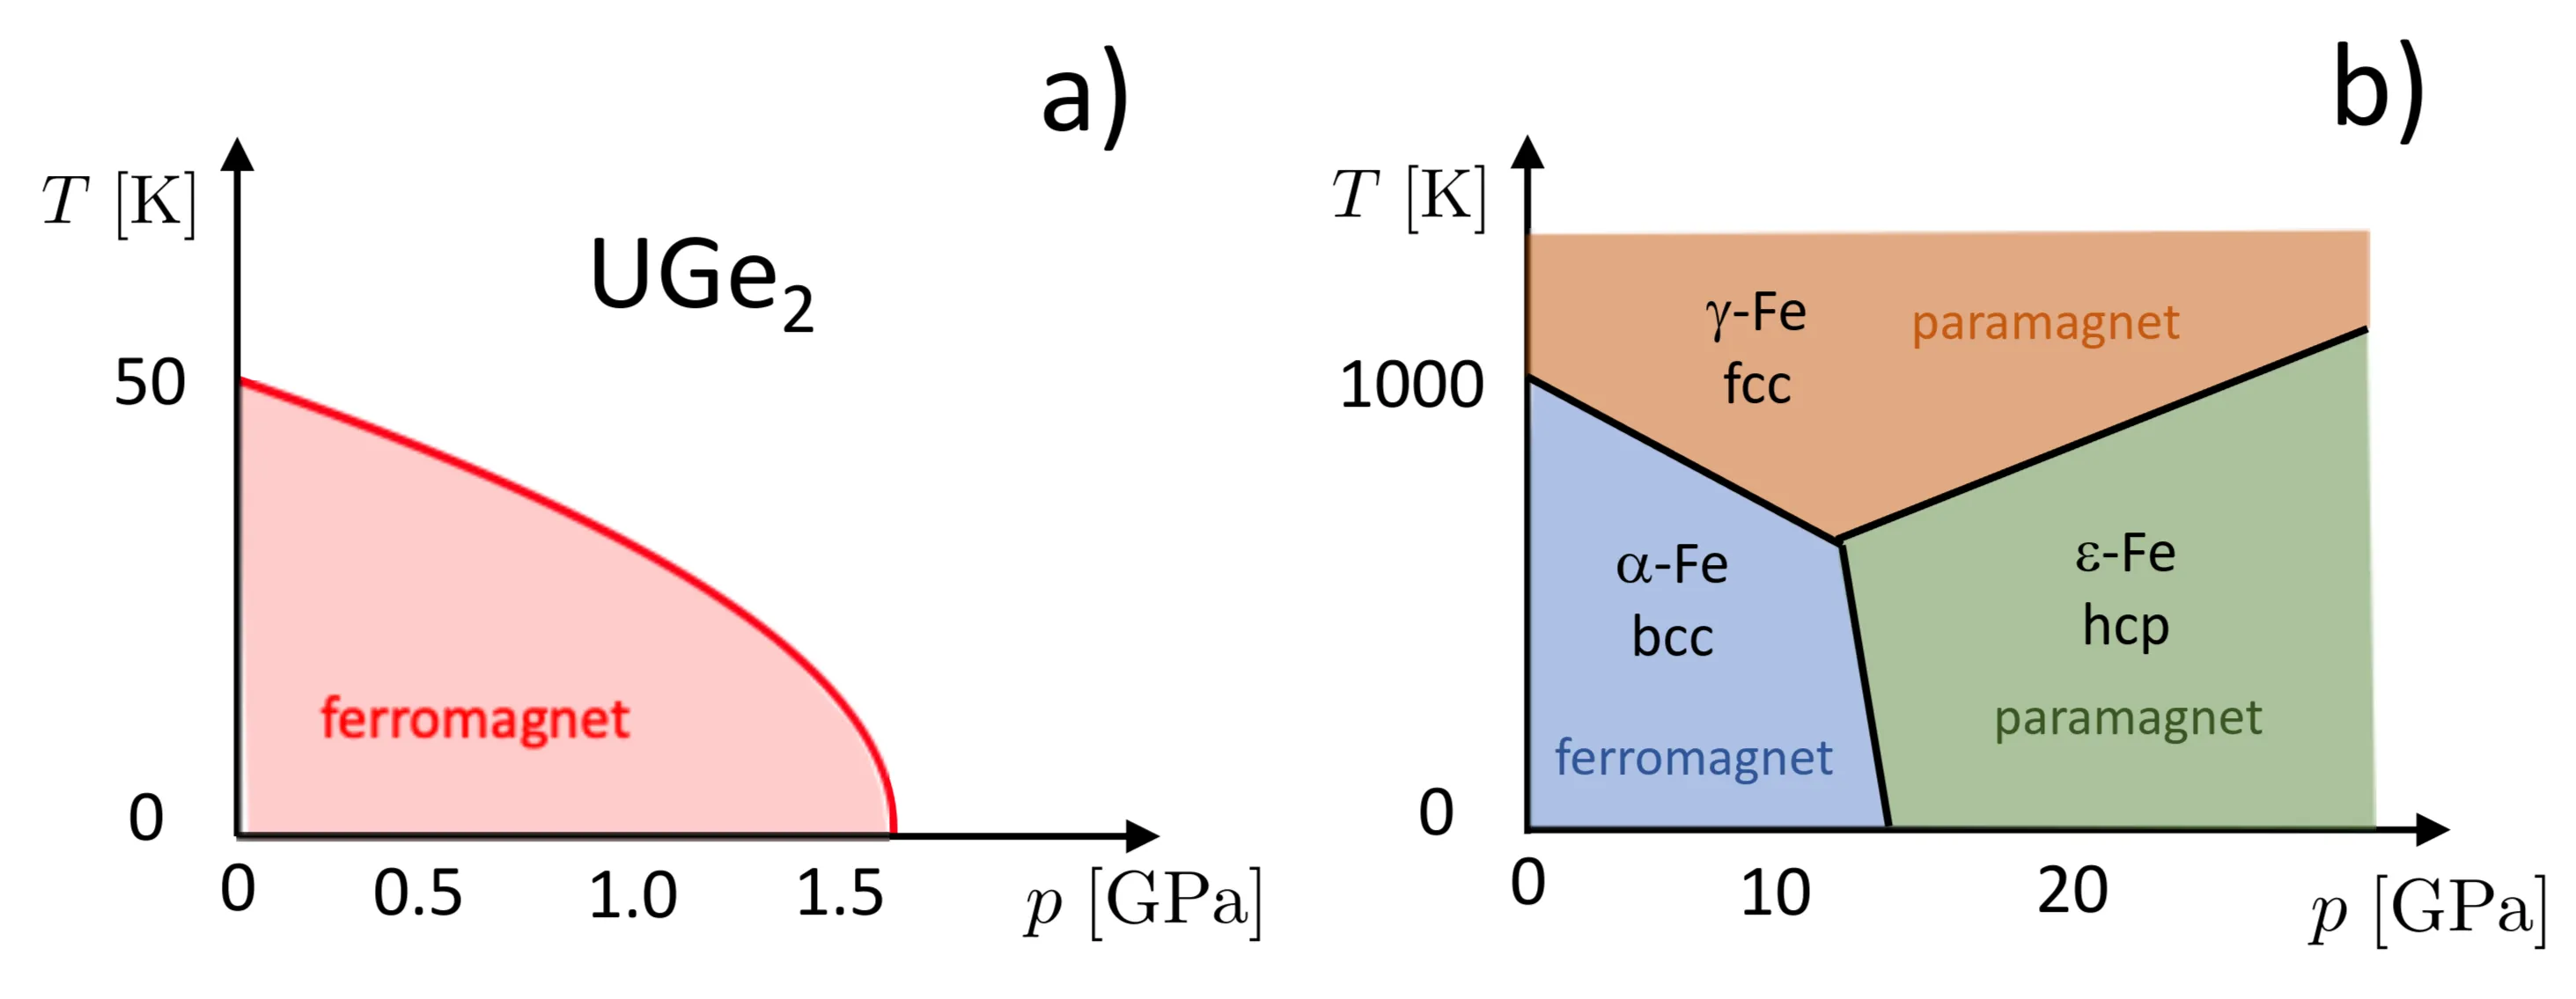 a)
T [K]
UGe₂
50
ferromagnet
0
0 0.5 1.0 1.5 p [GPa]
b)
T [K]
γ-Fe paramagnet
fcc
1000
α-Fe
bcc
ferromagnet
ε-Fe
hcp
paramagnet
0
0 10 20 p [GPa]